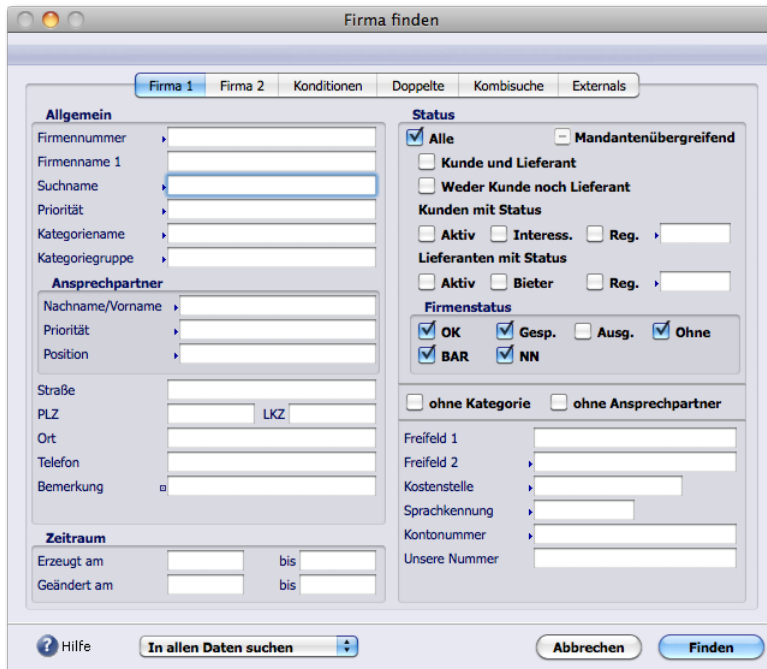 Firma finden
Firma 1 Firma 2 Konditionen Doppelte Kombisuche Externals
Allgemein
Firmennummer
Firmenname 1
Suchname
Priorität
Kategoriename
Kategoriegruppe
Ansprechpartner
Nachname/Vorname
Priorität
Position
Straße
PLZ LKZ
Ort
Telefon
Bemerkung
Zeitraum
Erzeugt am bis
Geändert am bis
Status
Alle Mandantenübergreifend
Kunde und Lieferant
Weder Kunde noch Lieferant
Kunden mit Status
Aktiv Interess. Reg.
Lieferanten mit Status
Aktiv Bieter Reg.
Firmenstatus
OK Gesp. Ausg. Ohne
BAR NN
ohne Kategorie ohne Ansprechpartner
Freifeld 1
Freifeld 2
Kostenstelle
Sprachkennung
Kontonummer
Unsere Nummer
? Hilfe In allen Daten suchen Abbrechen Finden